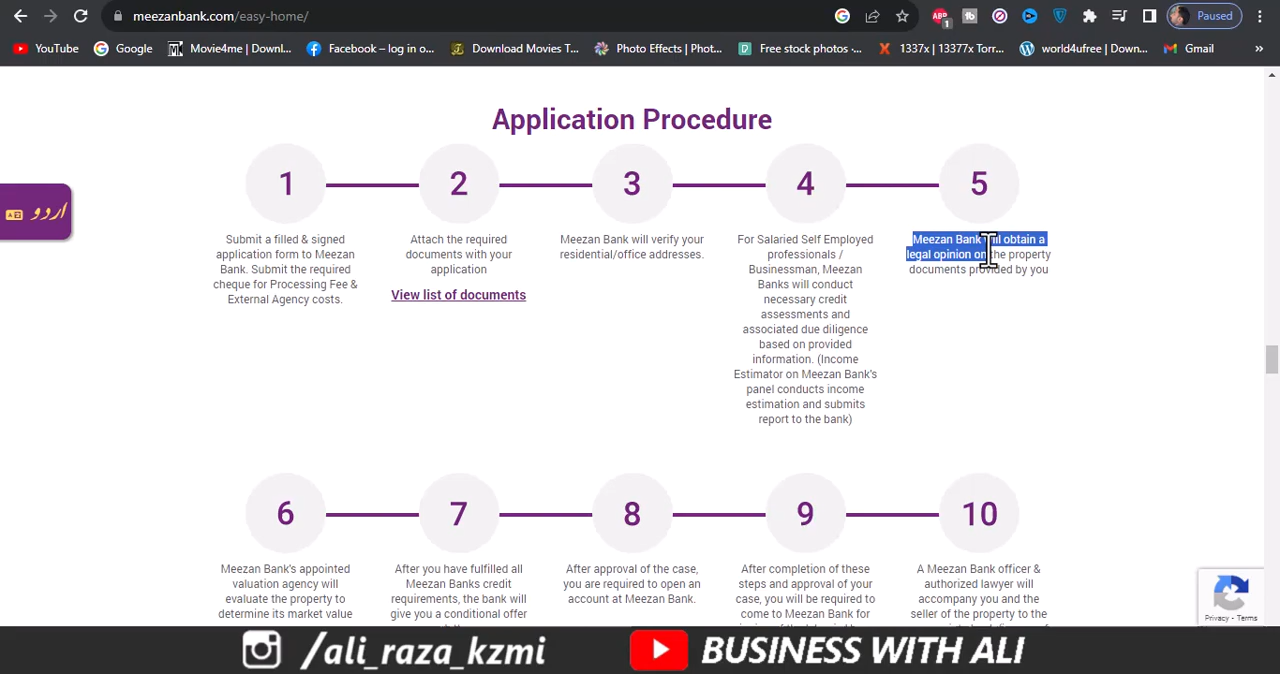 meezanbank.com/easy-home/
Paused
YouTube
Google
Movie4me | Downl...
Facebook – log in o...
Download Movies T...
Photo Effects | Phot...
Free stock photos -...
1337x | 13377x Torr...
world4ufree | Down...
Gmail
»
Application Procedure
اردو
1
2
3
4
5
Submit a filled & signed
application form to Meezan
Bank. Submit the required
cheque for Processing Fee &
External Agency costs.
Attach the required
documents with your
application
View list of documents
Meezan Bank will verify your
residential/office addresses.
For Salaried Self Employed
professionals /
Businessman, Meezan
Banks will conduct
necessary credit
assessments and
associated due diligence
based on provided
information. (Income
Estimator on Meezan Bank's
panel conducts income
estimation and submits
report to the bank)
Meezan Bank will obtain a
legal opinion on the property
documents provided by you
6
7
8
9
10
Meezan Bank's appointed
valuation agency will
evaluate the property to
determine its market value
After you have fulfilled all
Meezan Banks credit
requirements, the bank will
give you a conditional offer
After approval of the case,
you are required to open an
account at Meezan Bank.
After completion of these
steps and approval of your
case, you will be required to
come to Meezan Bank for
A Meezan Bank officer &
authorized lawyer will
accompany you and the
seller of the property to the
Privacy - Terms
/ali_raza_kzmi
BUSINESS WITH ALI